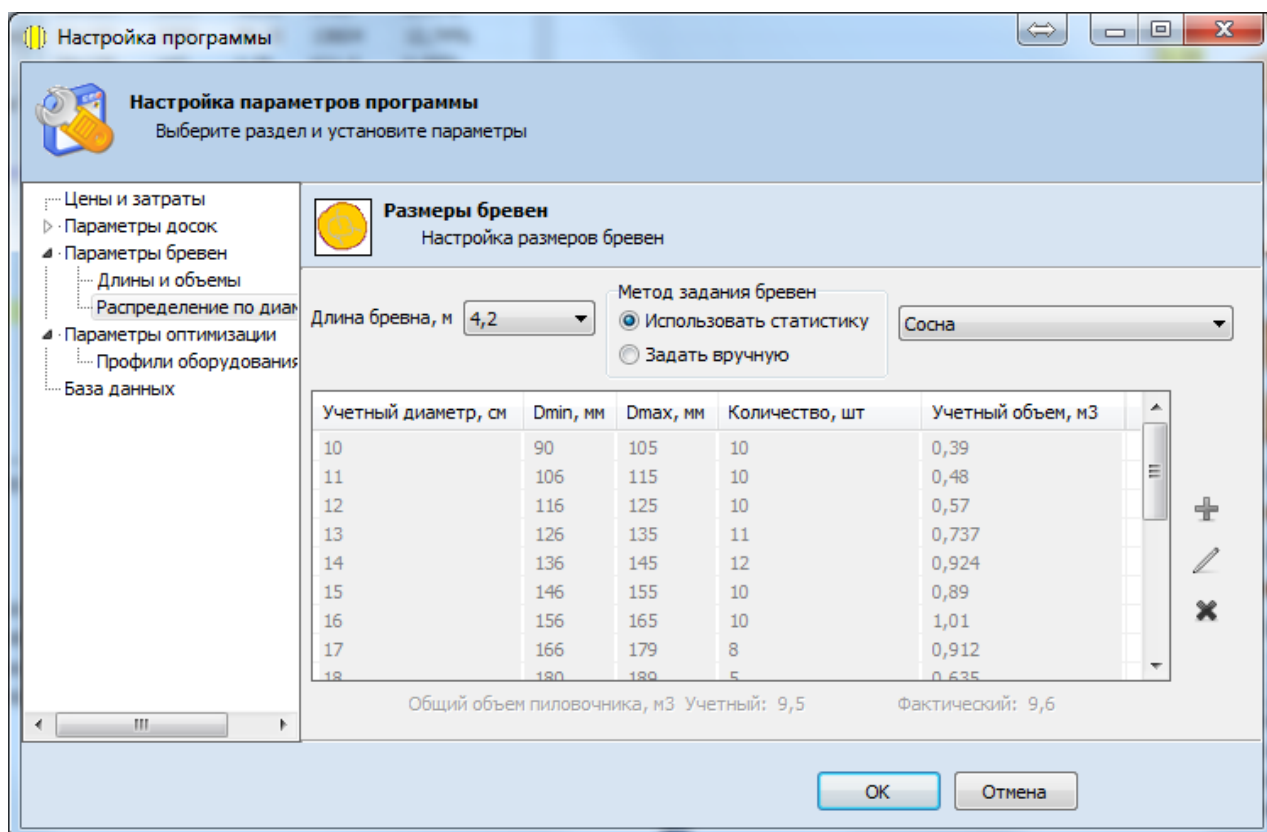 Настройка программы
Настройка параметров программы
Выберите раздел и установите параметры
Цены и затраты
Параметры досок
Параметры бревен
Длины и объемы
Распределение по диам
Параметры оптимизации
Профили оборудования
База данных
Размеры бревен
Настройка размеров бревен
Длина бревна, м 4,2
Метод задания бревен
Использовать статистику
Задать вручную
Сосна
Учетный диаметр, см Dmin, мм Dmax, мм Количество, шт Учетный объем, м3
10 90 105 10 0,39
11 106 115 10 0,48
12 116 125 10 0,57
13 126 135 11 0,737
14 136 145 12 0,924
15 146 155 10 0,89
16 156 165 10 1,01
17 166 179 8 0,912
18 180 189 5 0,635
Общий объем пиловочника, м3 Учетный: 9,5 Фактический: 9,6
OK Отмена